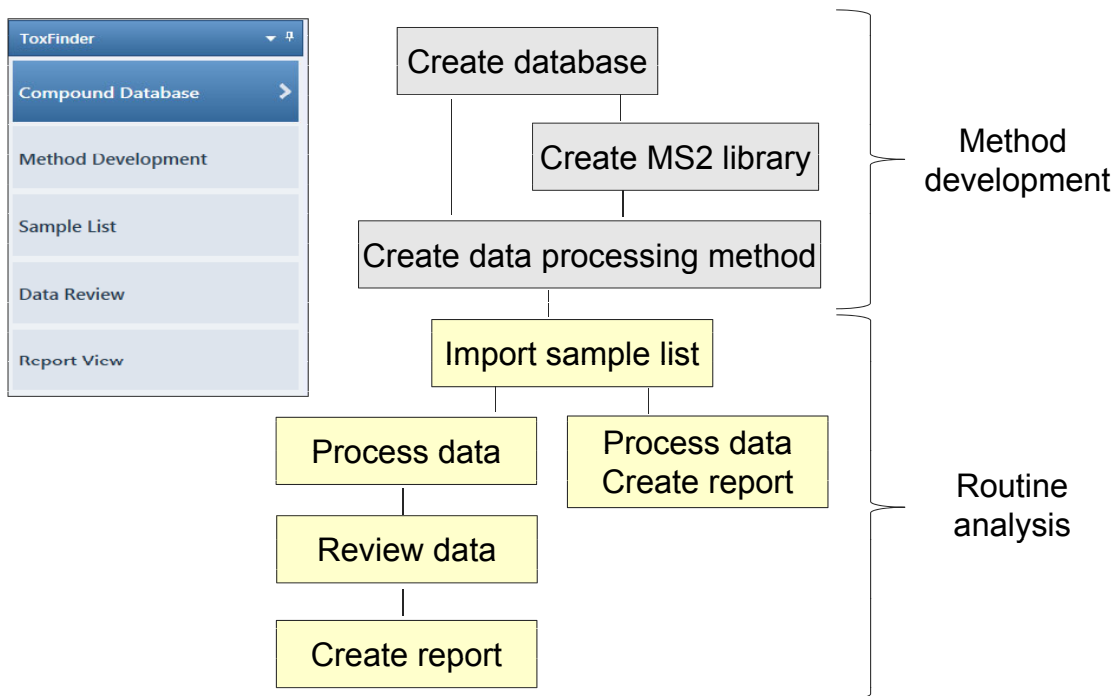 ToxFinder
Compound Database
Method Development
Sample List
Data Review
Report View
Create database
Create MS2 library
Create data processing method
Method
development
Import sample list
Process data
Process data
Create report
Review data
Create report
Routine
analysis